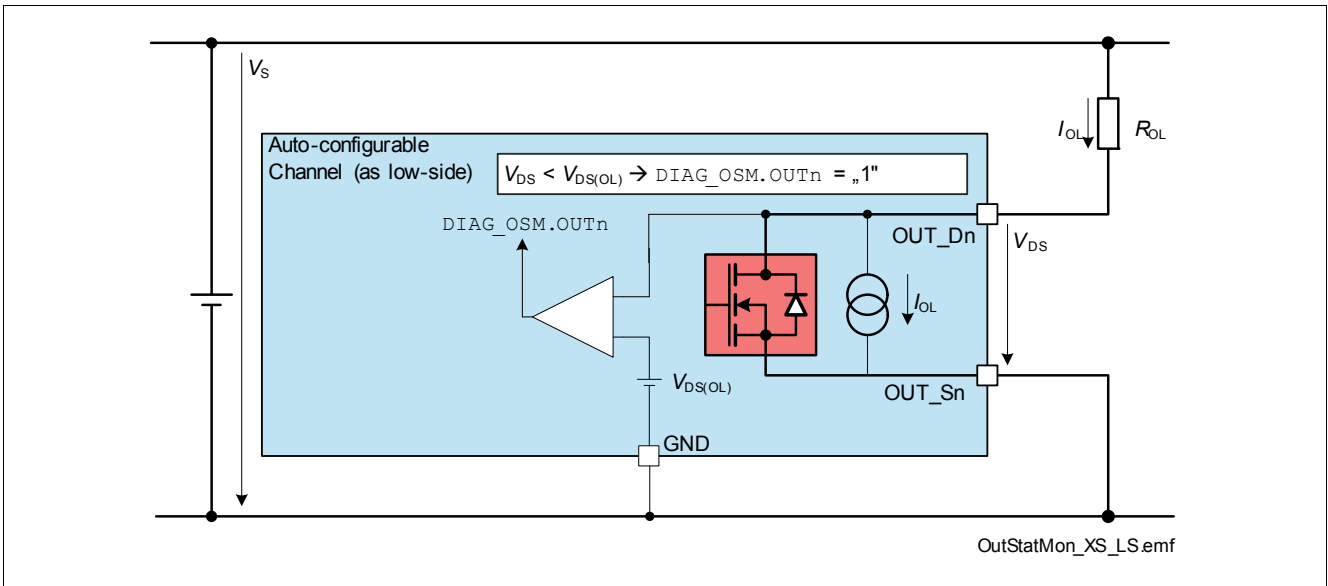 VS
Auto-configurable
Channel (as low-side)
VDS < VDS(OL) → DIAG_OSM.OUTn = „1"
IOL
ROL
DIAG_OSM.OUTn
OUT_Dn
VDS
IOL
VDS(OL)
OUT_Sn
GND
OutStatMon_XS_LS.emf